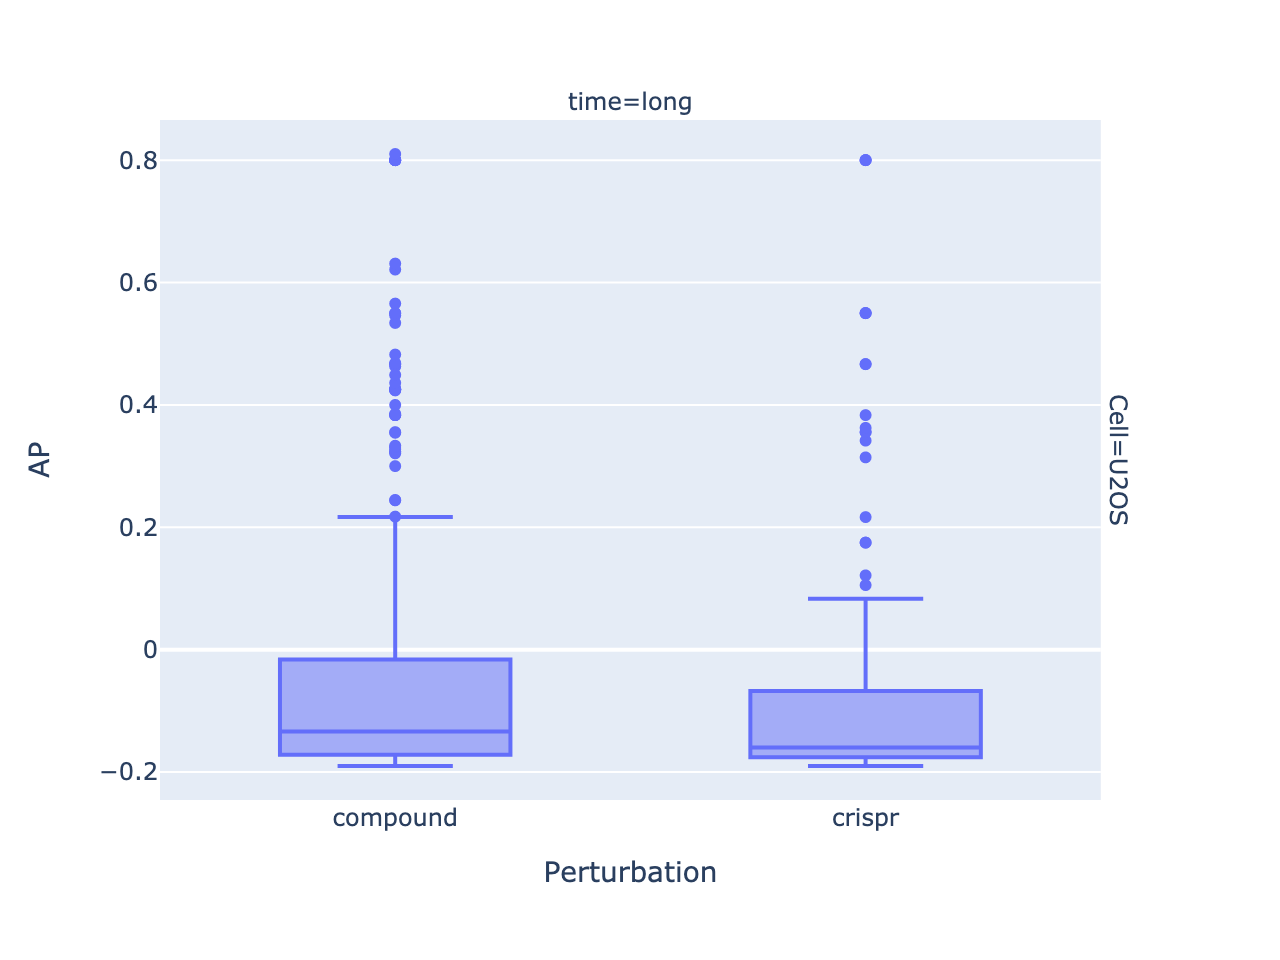 time=long
0.8
0.6
0.4
0.2
0
−0.2
AP
Cell=U2OS
compound
crispr
Perturbation